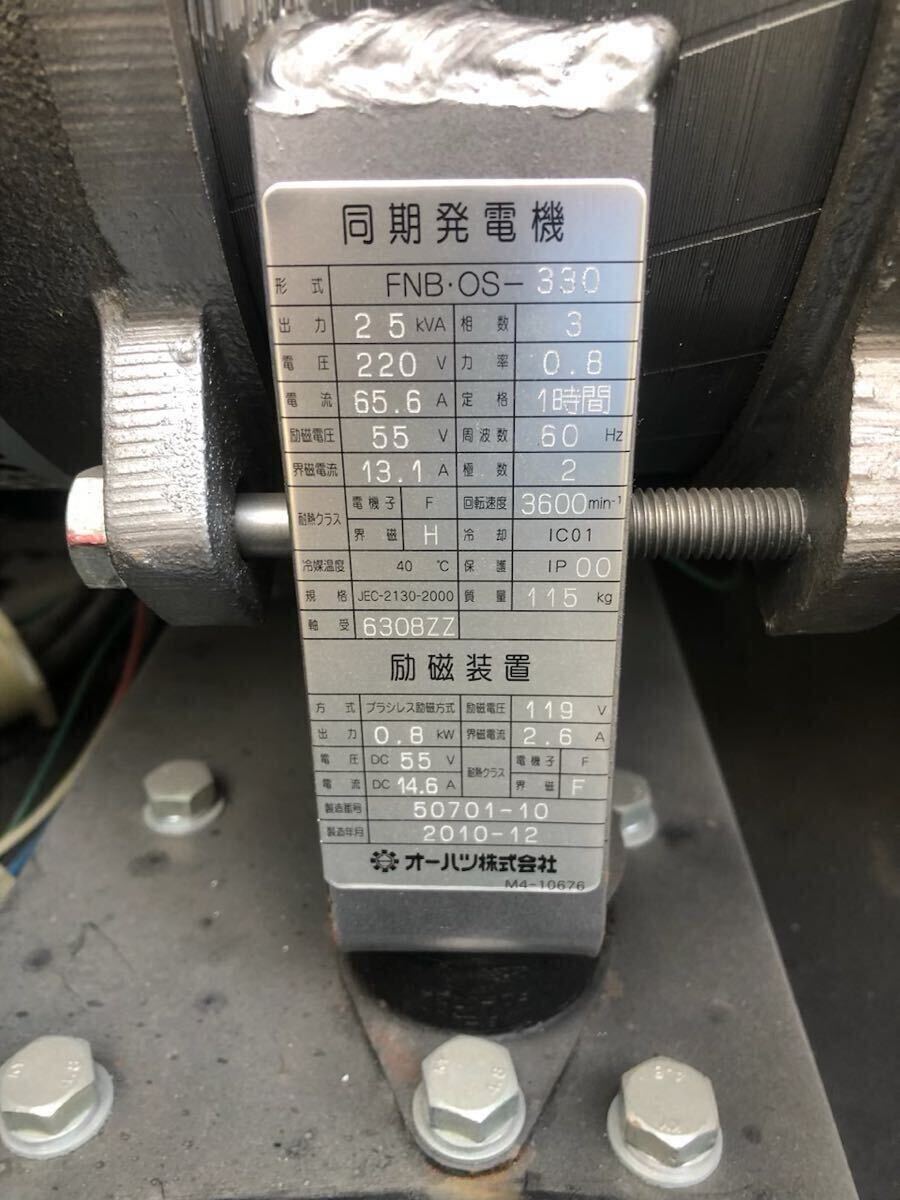 同期発電機
形式 FNB・OS-330
出力 25 kVA 相数 3
電圧 220 V 力率 0.8
電流 65.6 A 定格 1時間
励磁電圧 55 V 周波数 60 Hz
界磁電流 13.1 A 極数 2
耐熱クラス 電機子 F 回転速度 3600min⁻¹
界磁 H 冷却 IC01
冷媒温度 40 ℃ 保護 IP00
規格 JEC-2130-2000 質量 115 kg
軸受 6308ZZ
励磁装置
方式 ブラシレス励磁方式 励磁電圧 119 V
出力 0.8 kW 界磁電流 2.6 A
電圧 DC 55 V 耐熱クラス 電機子 F
電流 DC 14.6 A 界磁 F
製造番号 50701-10
製造年月 2010-12
オーハツ株式会社
M4-10676